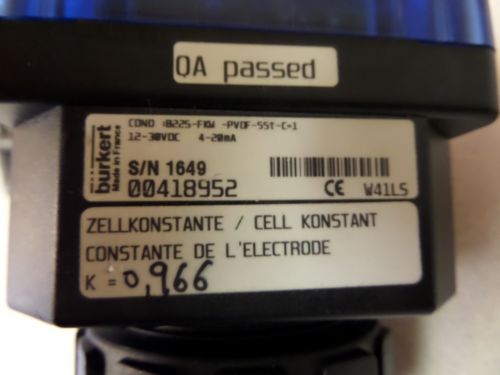 QA passed
bürkert
Made in France
COND :8225-FKM -PVDF-SSt-C=1
12-30VDC 4-20mA
S/N 1649
00418952
CE W41LS
ZELLKONSTANTE / CELL KONSTANT
CONSTANTE DE L'ELECTRODE
K = 0,966